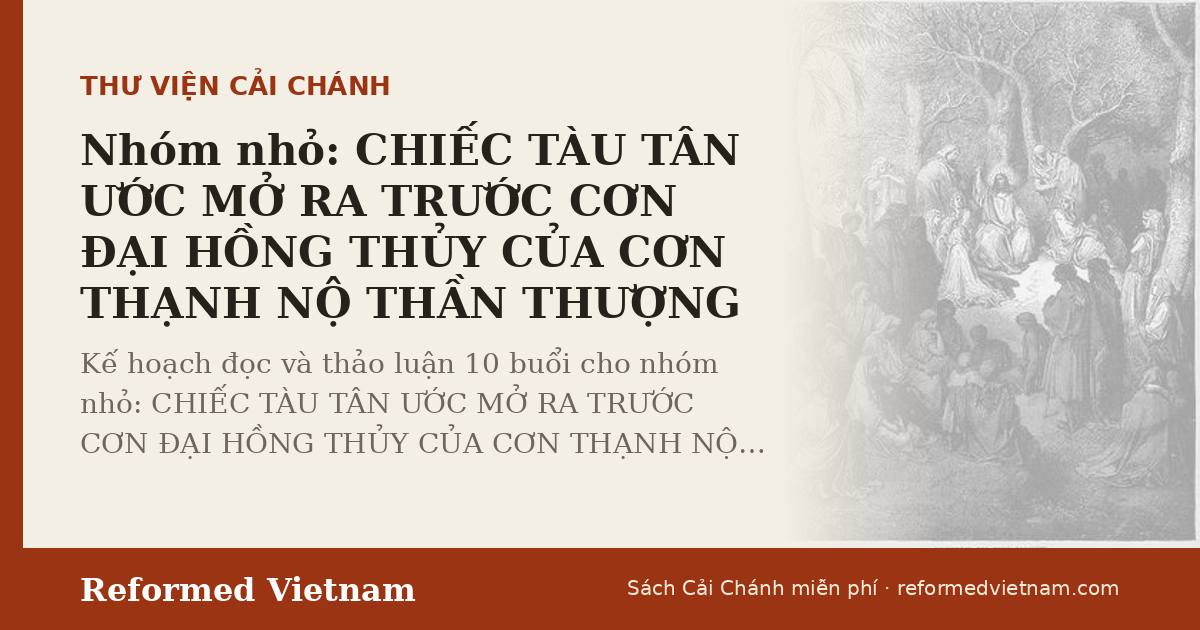 THƯ VIỆN CẢI CHÁNH
Nhóm nhỏ: CHIẾC TÀU TÂN
ƯỚC MỞ RA TRƯỚC CƠN
ĐẠI HỒNG THỦY CỦA CƠN
THẠNH NỘ THẦN THƯỢNG
Kế hoạch đọc và thảo luận 10 buổi cho nhóm
nhỏ: CHIẾC TÀU TÂN ƯỚC MỞ RA TRƯỚC
CƠN ĐẠI HỒNG THỦY CỦA CƠN THẠNH NỘ...
Reformed Vietnam
Sách Cải Chánh miễn phí · reformedvietnam.com